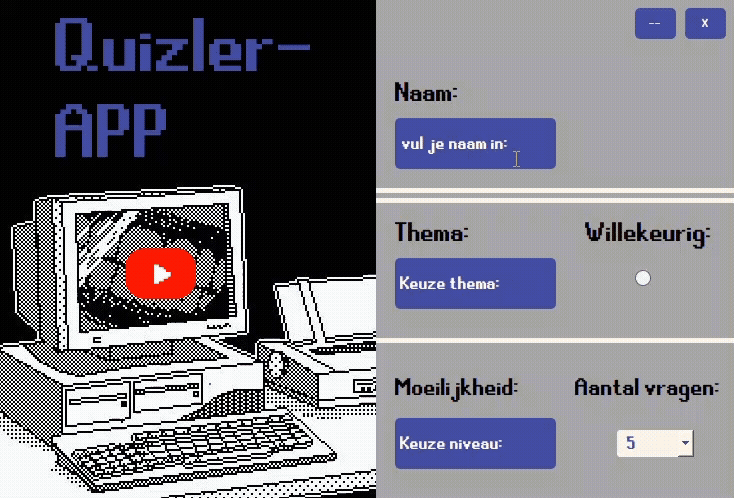 Quizler-
APP
-- X
Naam:
vul je naam in:
Thema: Willekeurig:
Keuze thema:
Moeilijkheid: Aantal vragen:
Keuze niveau: 5